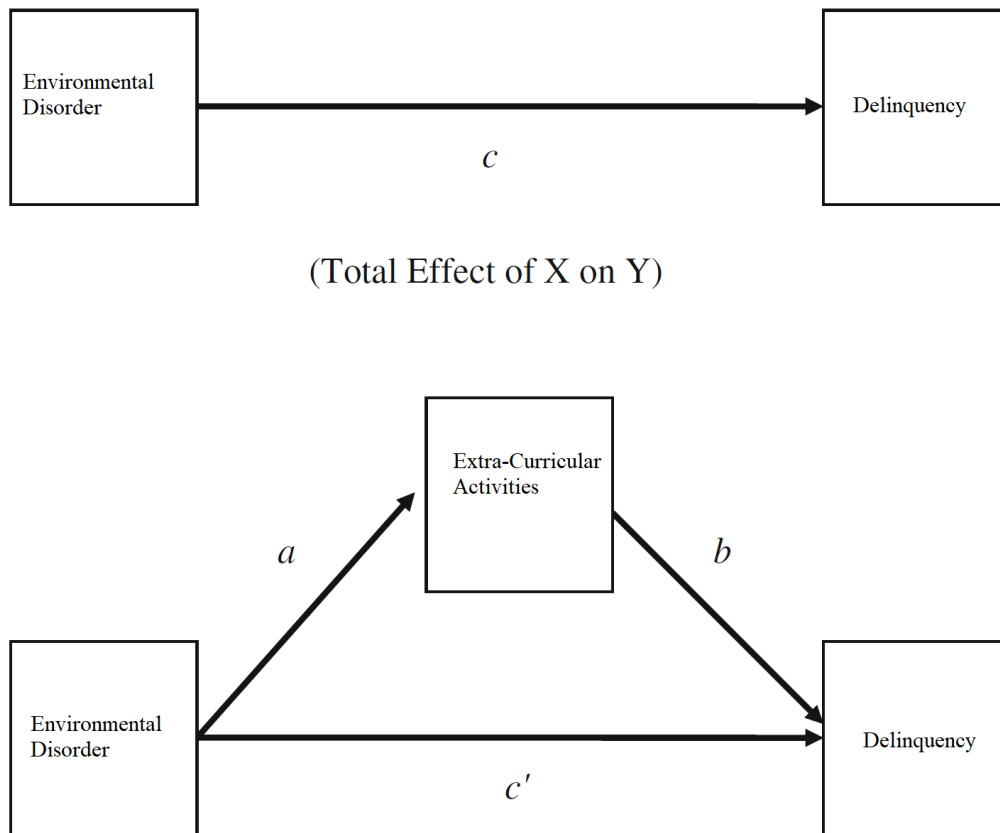 Environmental
Disorder
Delinquency
c
(Total Effect of X on Y)
Extra-Curricular
Activities
a
b
Environmental
Disorder
Delinquency
c'